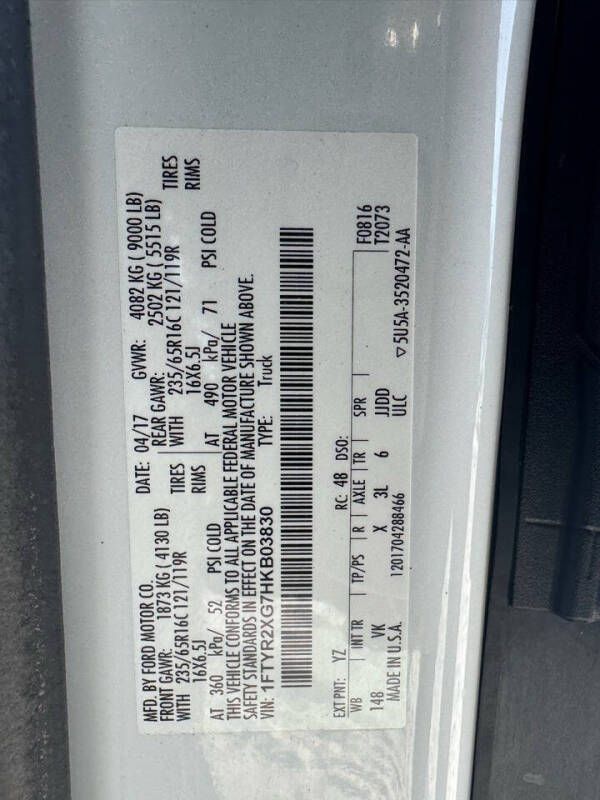 MFD. BY FORD MOTOR CO. DATE: 04/17 GVWR: 4082 KG ( 9000 LB)
FRONT GAWR: 1873 KG ( 4130 LB) REAR GAWR: 2502 KG ( 5515 LB)
WITH 235/65R16C 121/119R TIRES WITH 235/65R16C 121/119R TIRES
16X6.5J RIMS 16X6.5J RIMS
AT 360 kPa/ 52 PSI COLD AT 490 kPa/ 71 PSI COLD
THIS VEHICLE CONFORMS TO ALL APPLICABLE FEDERAL MOTOR VEHICLE
SAFETY STANDARDS IN EFFECT ON THE DATE OF MANUFACTURE SHOWN ABOVE.
VIN: 1FTYR2XG7HKB03830 TYPE: Truck
EXT PNT: YZ RC: 48 DSO: F0816
WB INT TR TP/PS R AXLE TR SPR T2073
148 VK X 3L 6 JJDD
MADE IN U.S.A. 1201704288466 ULC ▽5U5A-3520472-AA